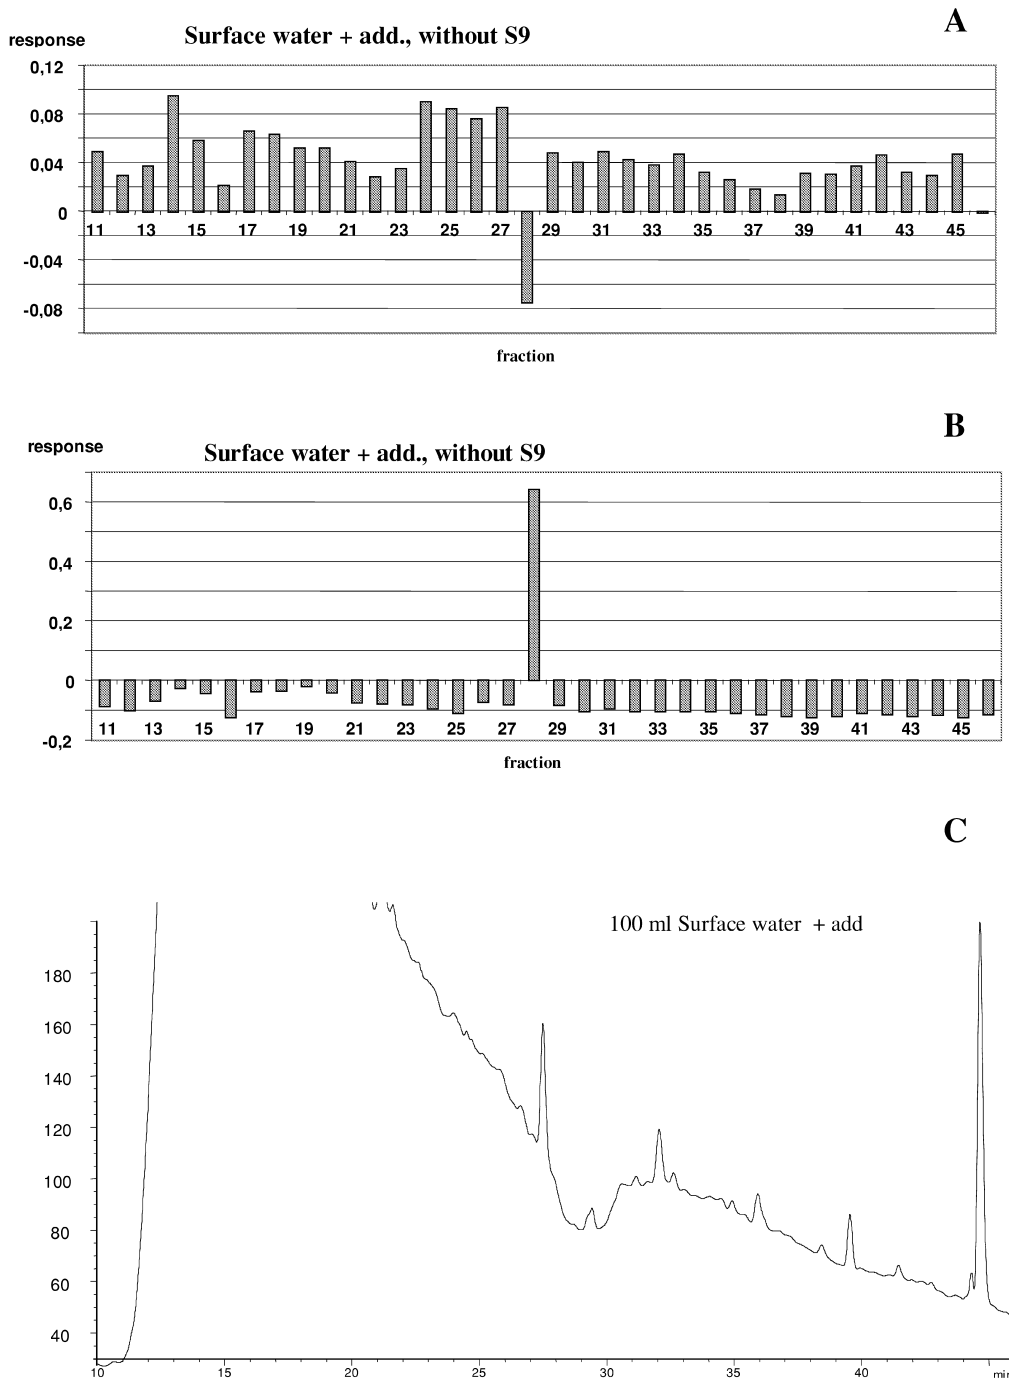 A
response
Surface water + add., without S9
0,12
0,08
0,04
0
-0,04
-0,08
11 13 15 17 19 21 23 25 27 29 31 33 35 37 39 41 43 45
fraction
B
response
Surface water + add., without S9
0,6
0,4
0,2
0
-0,2
11 13 15 17 19 21 23 25 27 29 31 33 35 37 39 41 43 45
fraction
C
100 ml Surface water + add
180
160
140
120
100
80
60
40
10 15 20 25 30 35 40 min